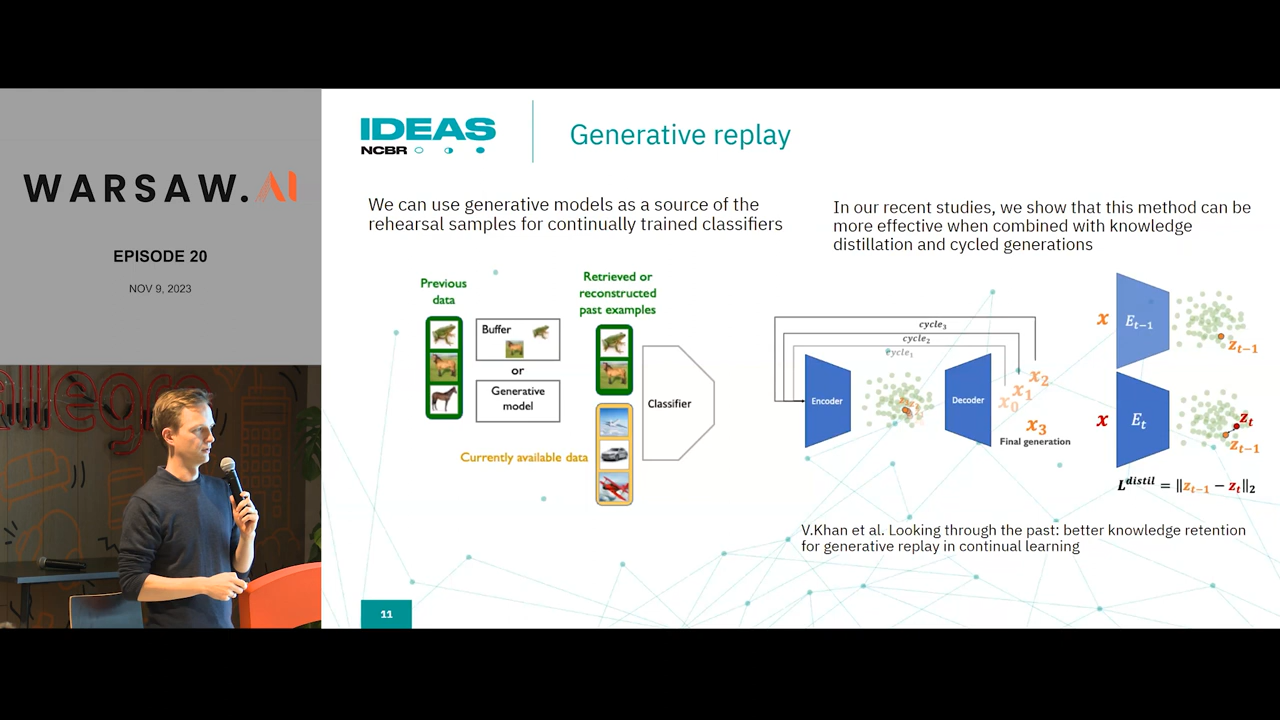 WARSAW.AI
EPISODE 20
NOV 9, 2023
allegro
IDEAS
NCBR
Generative replay
We can use generative models as a source of the
rehearsal samples for continually trained classifiers
Previous
data
Buffer
or
Generative
model
Retrieved or
reconstructed
past examples
Classifier
Currently available data
In our recent studies, we show that this method can be
more effective when combined with knowledge
distillation and cycled generations
cycle₃
cycle₂
cycle₁
Encoder
Decoder
x₂
x₁
x₀
x₃
Final generation
x
Eₜ₋₁
zₜ₋₁
x
Eₜ
zₜ
zₜ₋₁
L^distil = ‖zₜ₋₁ − zₜ‖₂
V.Khan et al. Looking through the past: better knowledge retention
for generative replay in continual learning
11